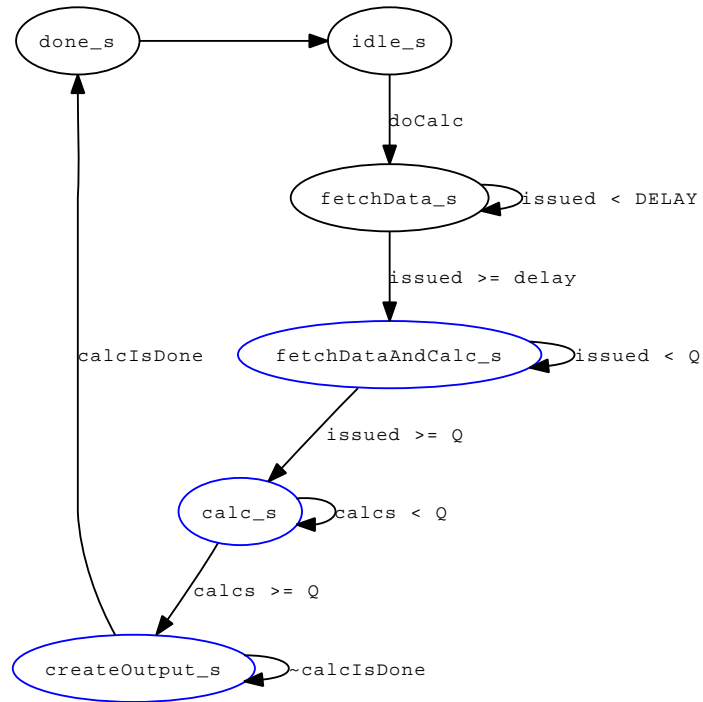 done_s
idle_s
doCalc
fetchData_s
issued < DELAY
issued >= delay
calcIsDone
fetchDataAndCalc_s
issued < Q
issued >= Q
calc_s
calcs < Q
calcs >= Q
createOutput_s
~calcIsDone